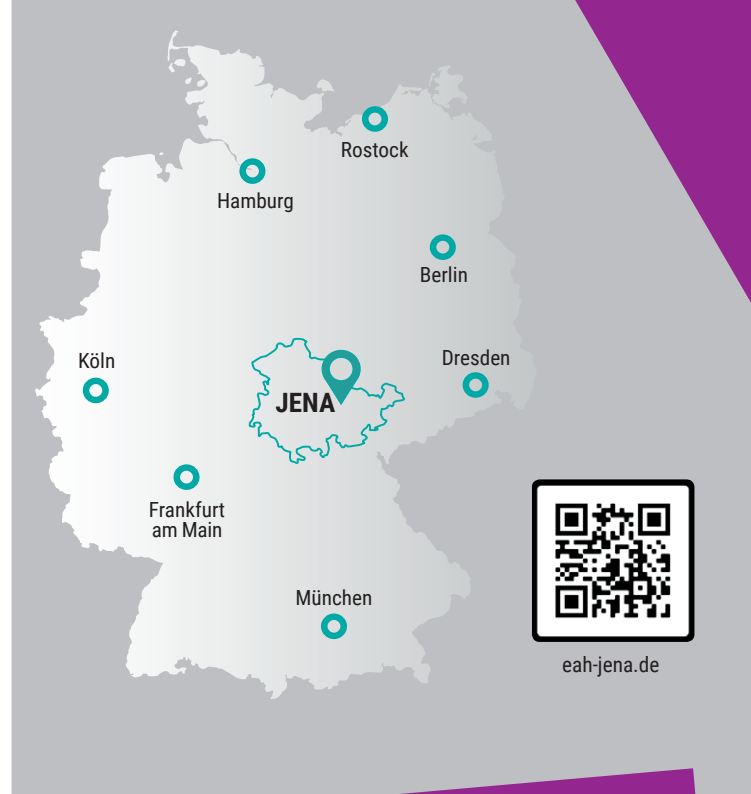 Rostock
Hamburg
Berlin
Köln
Dresden
JENA
Frankfurt
am Main
München
eah-jena.de